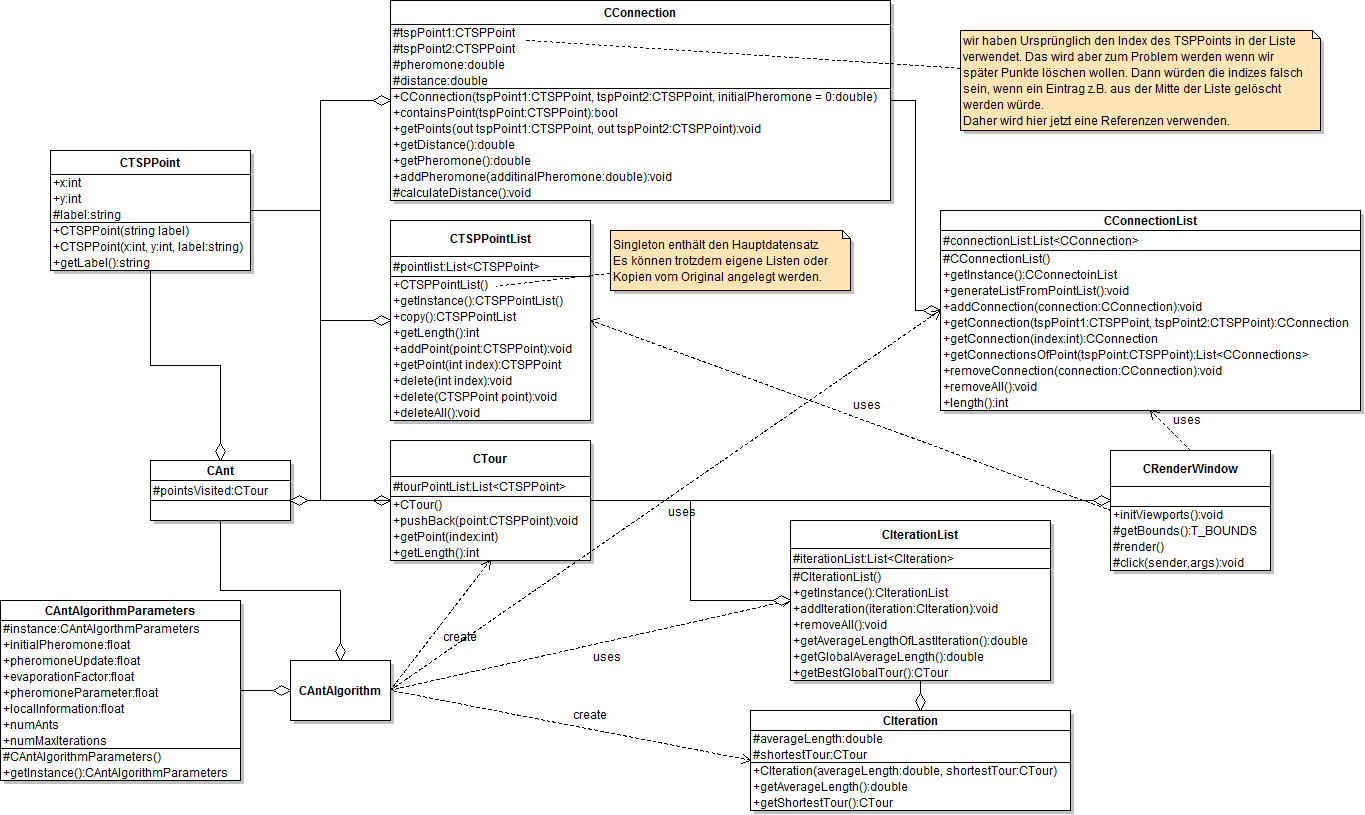 CConnection
#tspPoint1:CTSPPoint
#tspPoint2:CTSPPoint
#pheromone:double
#distance:double
+CConnection(tspPoint1:CTSPPoint, tspPoint2:CTSPPoint, initialPheromone = 0:double)
+containsPoint(tspPoint:CTSPPoint):bool
+getPoints(out tspPoint1:CTSPPoint, out tspPoint2:CTSPPoint):void
+getDistance():double
+getPheromone():double
+addPheromone(additinalPheromone:double):void
#calculateDistance():void
wir haben Ursprünglich den Index des TSPPoints in der Liste
verwendet. Das wird aber zum Problem werden wenn wir
später Punkte löschen wollen. Dann würden die indizes falsch
sein, wenn ein Eintrag z.B. aus der Mitte der Liste gelöscht
werden würde.
Daher wird hier jetzt eine Referenzen verwenden.
CTSPPoint
+x:int
+y:int
#label:string
+CTSPPoint(string label)
+CTSPPoint(x:int, y:int, label:string)
+getLabel():string
CTSPPointList
#pointlist:List<CTSPPoint>
+CTSPPointList()
+getInstance():CTSPPointList()
+copy():CTSPPointList
+getLength():int
+addPoint(point:CTSPPoint):void
+getPoint(int index):CTSPPoint
+delete(int index):void
+delete(CTSPPoint point):void
+deleteAll():void
Singleton enthält den Hauptdatensatz
Es können trotzdem eigene Listen oder
Kopien vom Original angelegt werden.
CConnectionList
#connectionList:List<CConnection>
#CConnectionList()
+getInstance():CConnectoinList
+generateListFromPointList():void
+addConnection(connection:CConnection):void
+getConnection(tspPoint1:CTSPPoint, tspPoint2:CTSPPoint):CConnection
+getConnection(index:int):CConnection
+getConnectionsOfPoint(tspPoint:CTSPPoint):List<CConnections>
+removeConnection(connection:CConnection):void
+removeAll():void
+length():int
uses
uses
CAnt
#pointsVisited:CTour
CTour
#tourPointList:List<CTSPPoint>
+CTour()
+pushBack(point:CTSPPoint):void
+getPoint(index:int)
+getLength():int
uses
CRenderWindow
+initViewports():void
#getBounds():T_BOUNDS
#render()
#click(sender,args):void
CIterationList
#iterationList:List<CIteration>
#CIterationList()
+getInstance():CIterationList
+addIteration(iteration:CIteration):void
+removeAll():void
+getAverageLengthOfLastIteration():double
+getGlobalAverageLength():double
+getBestGlobalTour():CTour
CAntAlgorithmParameters
#instance:CAntAlgorthmParameters
+initialPheromone:float
+pheromoneUpdate:float
+evaporationFactor:float
+pheromoneParameter:float
+localInformation:float
+numAnts
+numMaxIterations
#CAntAlgorithmParameters()
+getInstance():CAntAlgorithmParameters
CAntAlgorithm
create
uses
create
CIteration
#averageLength:double
#shortestTour:CTour
+CIteration(averageLength:double, shortestTour:CTour)
+getAverageLength():double
+getShortestTour():CTour